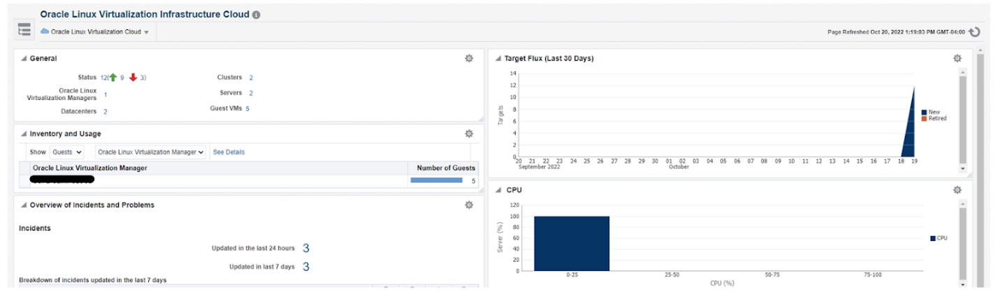 Oracle Linux Virtualization Infrastructure Cloud
Oracle Linux Virtualization Cloud
Page Refreshed Oct 20, 2022 1:19:03 PM GMT-04:00
General
Status 12( 9 3)
Oracle Linux
Virtualization Managers 1
Datacenters 2
Clusters 2
Servers 2
Guest VMs 5
Inventory and Usage
Show Guests Oracle Linux Virtualization Manager See Details
Oracle Linux Virtualization Manager Number of Guests
5
Overview of Incidents and Problems
Incidents
Updated in the last 24 hours 3
Updated in last 7 days 3
Breakdown of incidents updated in the last 7 days
Target Flux (Last 30 Days)
14
12
10
8
6
4
2
0
Targets
20 21 22 23 24 25 26 27 28 29 30 01 02 03 04 05 06 07 08 09 10 11 12 13 14 15 16 17 18 19
September 2022 October
New
Retired
CPU
120
100
80
60
40
20
0
Server (%)
0-25 25-50 50-75 75-100
CPU (%)
CPU